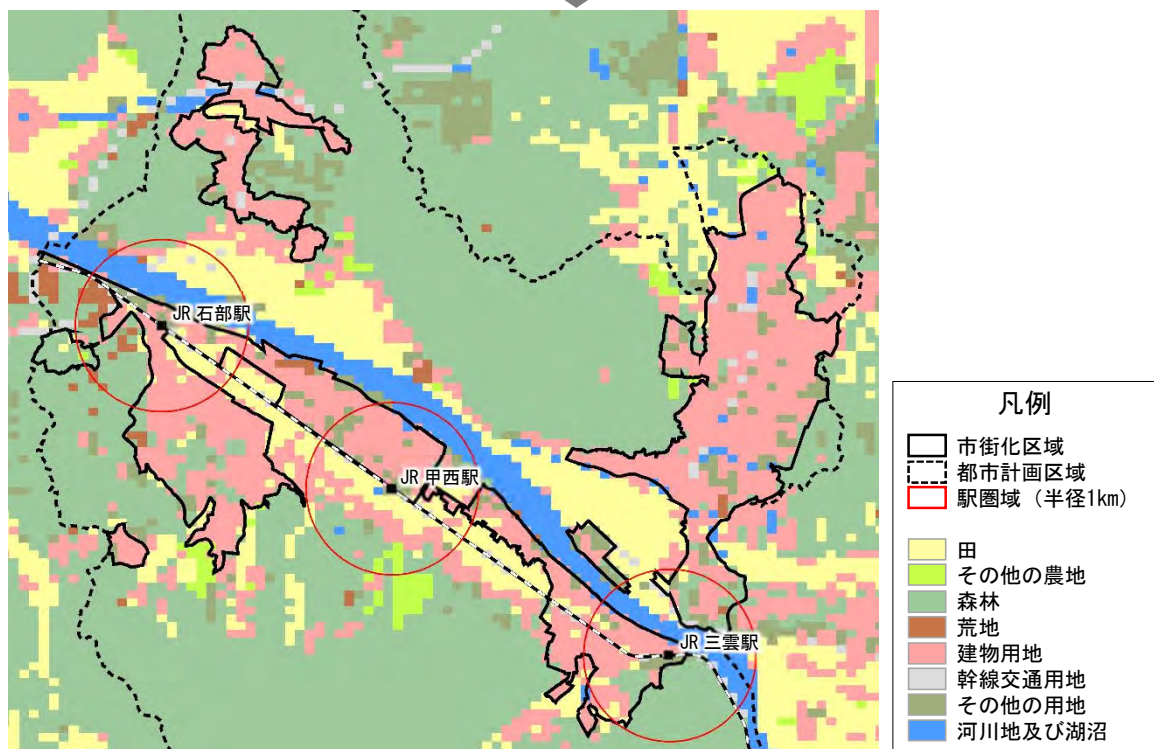 JR 石部駅
JR 甲西駅
JR 三雲駅
凡例
市街化区域
都市計画区域
駅圏域（半径1km）
田
その他の農地
森林
荒地
建物用地
幹線交通用地
その他の用地
河川地及び湖沼